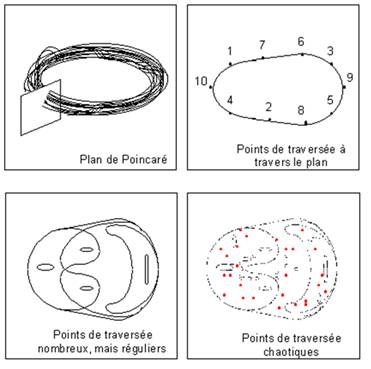 Plan de Poincaré
1 7 6 3
10 9
4 2 8 5
Points de traversée à
travers le plan
Points de traversée
nombreux, mais réguliers
Points de traversée
chaotiques